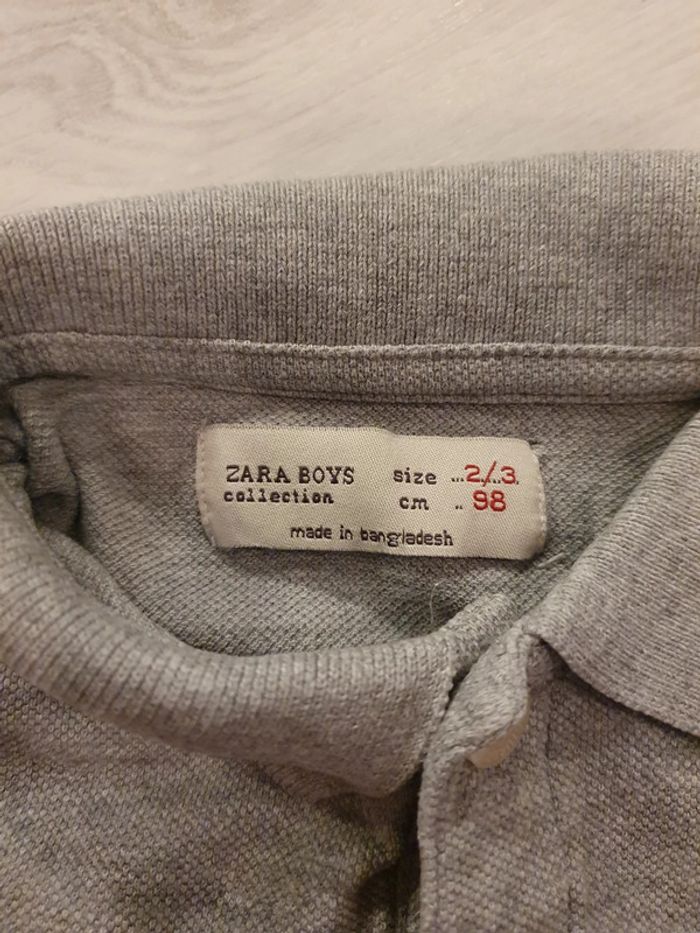 ZARA BOYS size ...2/..3.
collection cm .. 98
made in bangladesh